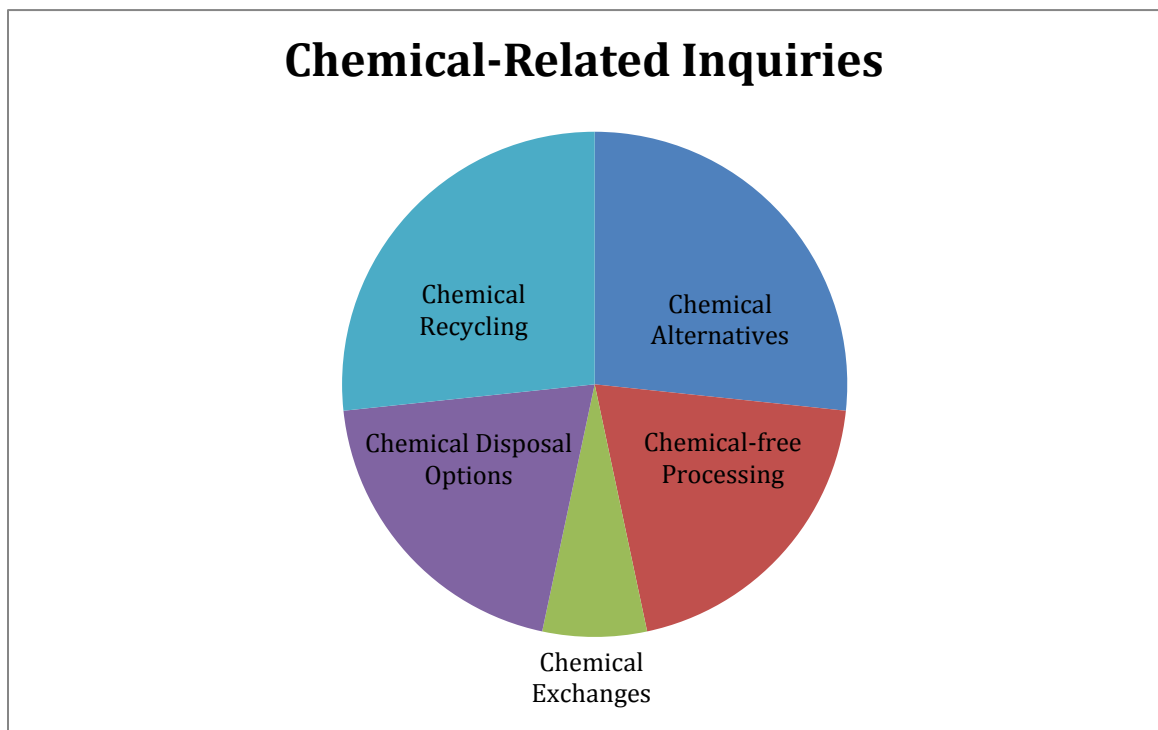 Chemical-Related Inquiries
Chemical
Recycling
Chemical
Alternatives
Chemical Disposal
Options
Chemical-free
Processing
Chemical
Exchanges